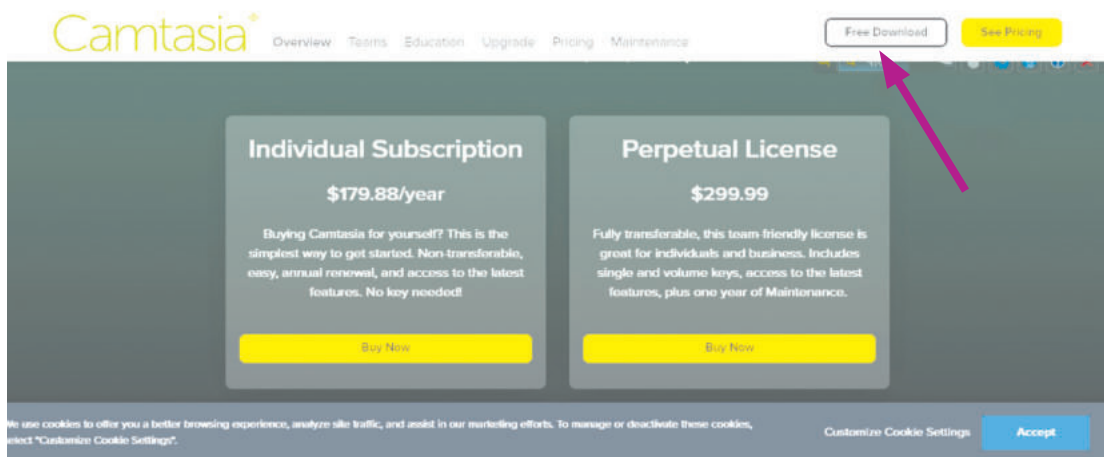 Camtasia
Overview Teams Education Upgrade Pricing Maintenance
Free Download
See Pricing
Individual Subscription
$179.88/year
Buying Camtasia for yourself? This is the
simplest way to get started. Non-transferable,
easy, annual renewal, and access to the latest
features. No key needed!
Buy Now
Perpetual License
$299.99
Fully transferable, this team-friendly license is
great for individuals and business. Includes
single and volume keys, access to the latest
features, plus one year of Maintenance.
Buy Now
We use cookies to offer you a better browsing experience, analyze site traffic, and assist in our marketing efforts. To manage or deactivate these cookies,
select "Customize Cookie Settings".
Customize Cookie Settings
Accept